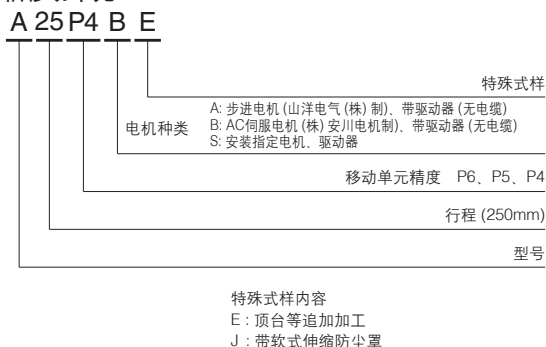 A 25 P4 B E
特殊式样
电机种类
A: 步进电机 (山洋电气 (株) 制)、带驱动器 (无电缆)
B: AC伺服电机 (株) 安川电机制)、带驱动器 (无电缆)
S: 安装指定电机、驱动器
移动单元精度 P6、P5、P4
行程 (250mm)
型号
特殊式样内容
E : 顶台等追加加工
J : 带软式伸缩防尘罩